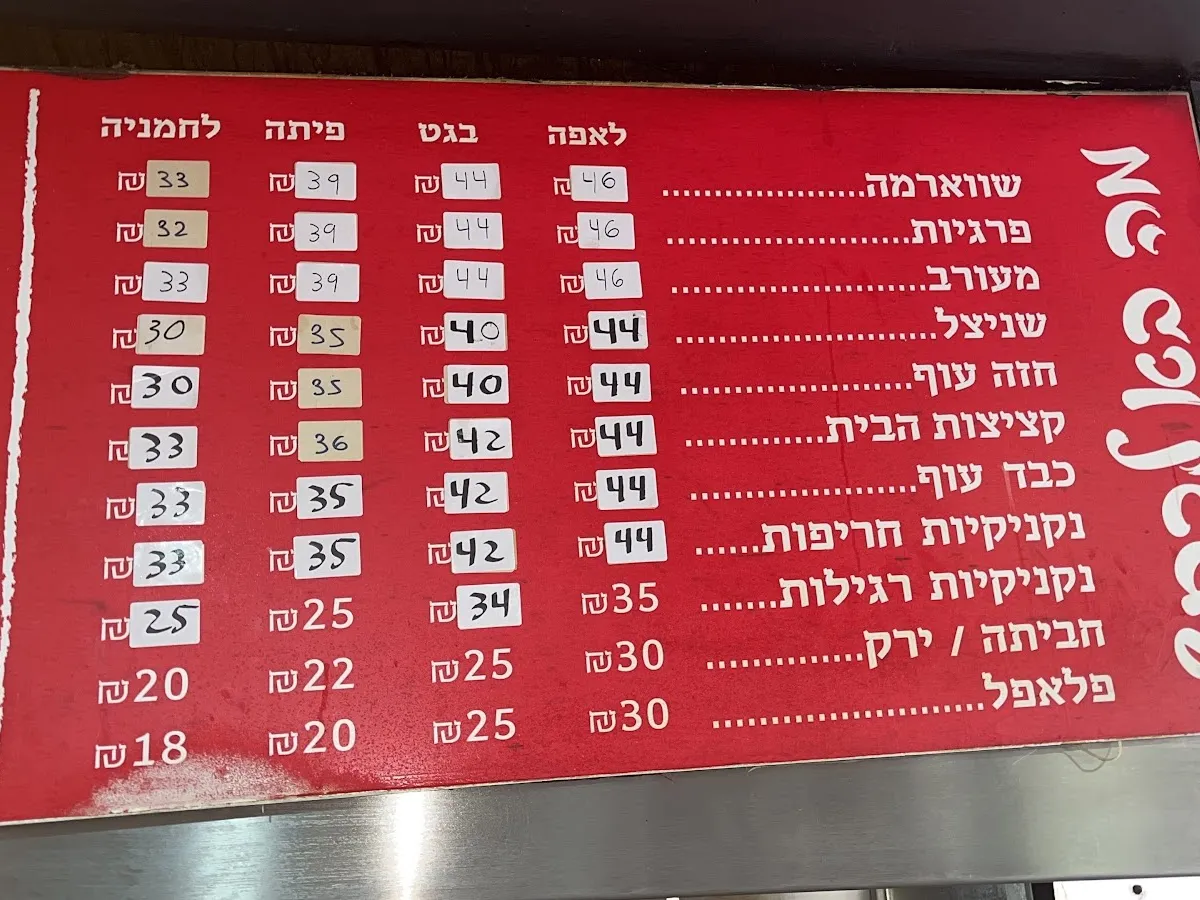 לאפה בגט פיתה לחמניה
שווארמה.................... ₪46 ₪44 ₪39 ₪33
פרגיות........................ ₪46 ₪44 ₪39 ₪32
מעורב......................... ₪46 ₪44 ₪39 ₪33
שניצל.......................... ₪44 ₪40 ₪35 ₪30
חזה עוף....................... ₪44 ₪40 ₪35 ₪30
קציצות הבית.............. ₪44 ₪42 ₪36 ₪33
כבד עוף...................... ₪44 ₪42 ₪35 ₪33
נקניקיות חריפות...... ₪44 ₪42 ₪35 ₪33
נקניקיות רגילות....... ₪35 ₪34 ₪25 ₪25
חביתה / ירק.............. ₪30 ₪25 ₪22 ₪20
פלאפל........................ ₪30 ₪25 ₪20 ₪18